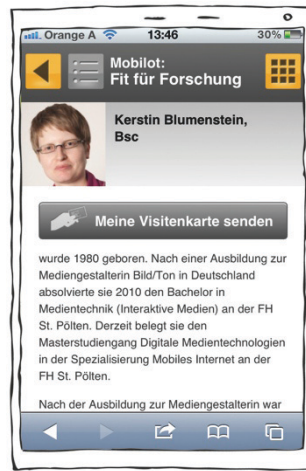 Orange A 13:46 30%
Mobilot:
Fit für Forschung
Kerstin Blumenstein,
Bsc
Meine Visitenkarte senden
wurde 1980 geboren. Nach einer Ausbildung zur
Mediengestalterin Bild/Ton in Deutschland
absolvierte sie 2010 den Bachelor in
Medientechnik (Interaktive Medien) an der FH
St. Pölten. Derzeit belegt sie den
Masterstudiengang Digitale Medientechnologien
in der Spezialisierung Mobiles Internet an der
FH St. Pölten.
Nach der Ausbildung zur Mediengestalterin war